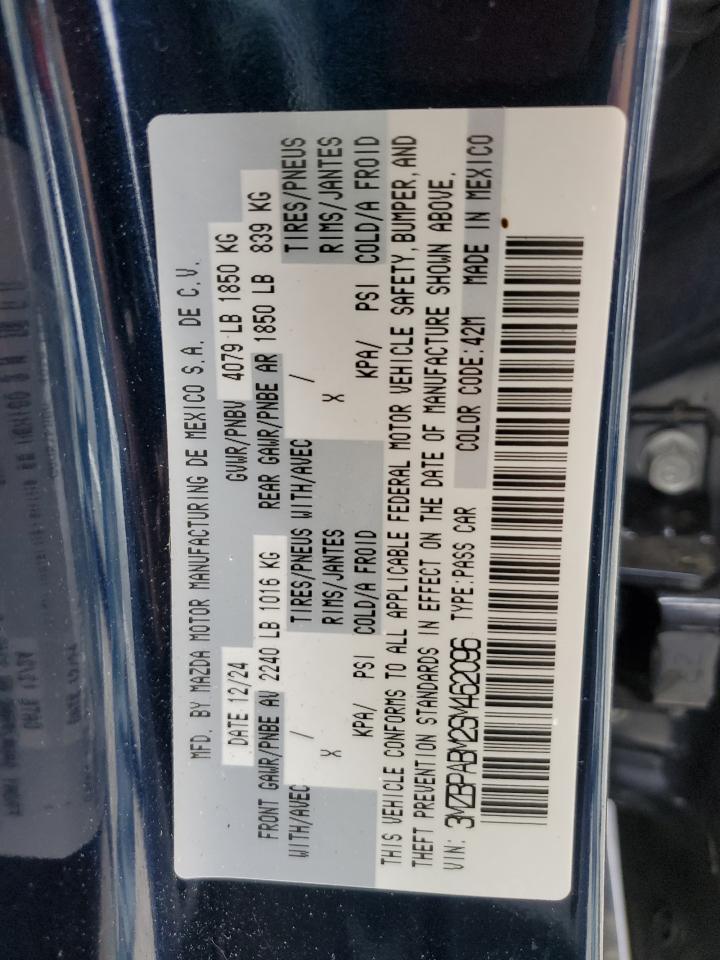 MFD. BY MAZDA MOTOR MANUFACTURING DE MEXICO S.A. DE C.V.
DATE 12/24 GVWR/PNBV 4079 LB 1850 KG
FRONT GAWR/PNBE AV 2240 LB 1016 KG REAR GAWR/PNBE AR 1850 LB 839 KG
WITH/AVEC / TIRES/PNEUS WITH/AVEC / TIRES/PNEUS
X RIMS/JANTES X RIMS/JANTES
KPA/ PSI COLD/A FROID KPA/ PSI COLD/A FROID
THIS VEHICLE CONFORMS TO ALL APPLICABLE FEDERAL MOTOR VEHICLE SAFETY, BUMPER, AND
THEFT PREVENTION STANDARDS IN EFFECT ON THE DATE OF MANUFACTURE SHOWN ABOVE.
VIN: 3MZBPABM2SM462096 TYPE:PASS CAR COLOR CODE:42M MADE IN MEXICO